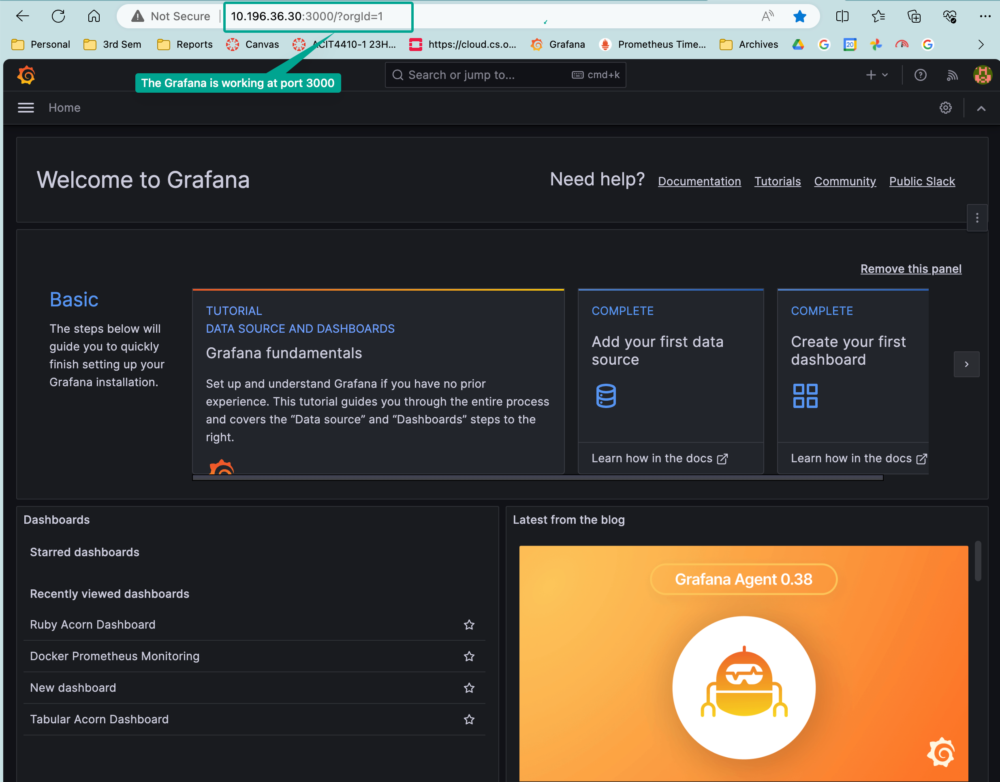 Not Secure
10.196.36.30:3000/?orgId=1
Personal
3rd Sem
Reports
Canvas
ACIT4410-1 23H...
https://cloud.cs.o...
Grafana
Prometheus Time...
Archives
20
The Grafana is working at port 3000
Search or jump to...
cmd+k
Home
Welcome to Grafana
Need help?
Documentation
Tutorials
Community
Public Slack
Remove this panel
Basic
The steps below will
guide you to quickly
finish setting up your
Grafana installation.
TUTORIAL
DATA SOURCE AND DASHBOARDS
Grafana fundamentals
Set up and understand Grafana if you have no prior
experience. This tutorial guides you through the entire process
and covers the “Data source” and “Dashboards” steps to the
right.
COMPLETE
Add your first data
source
Learn how in the docs
COMPLETE
Create your first
dashboard
Learn how in the docs
Dashboards
Starred dashboards
Recently viewed dashboards
Ruby Acorn Dashboard
Docker Prometheus Monitoring
New dashboard
Tabular Acorn Dashboard
Latest from the blog
Grafana Agent 0.38